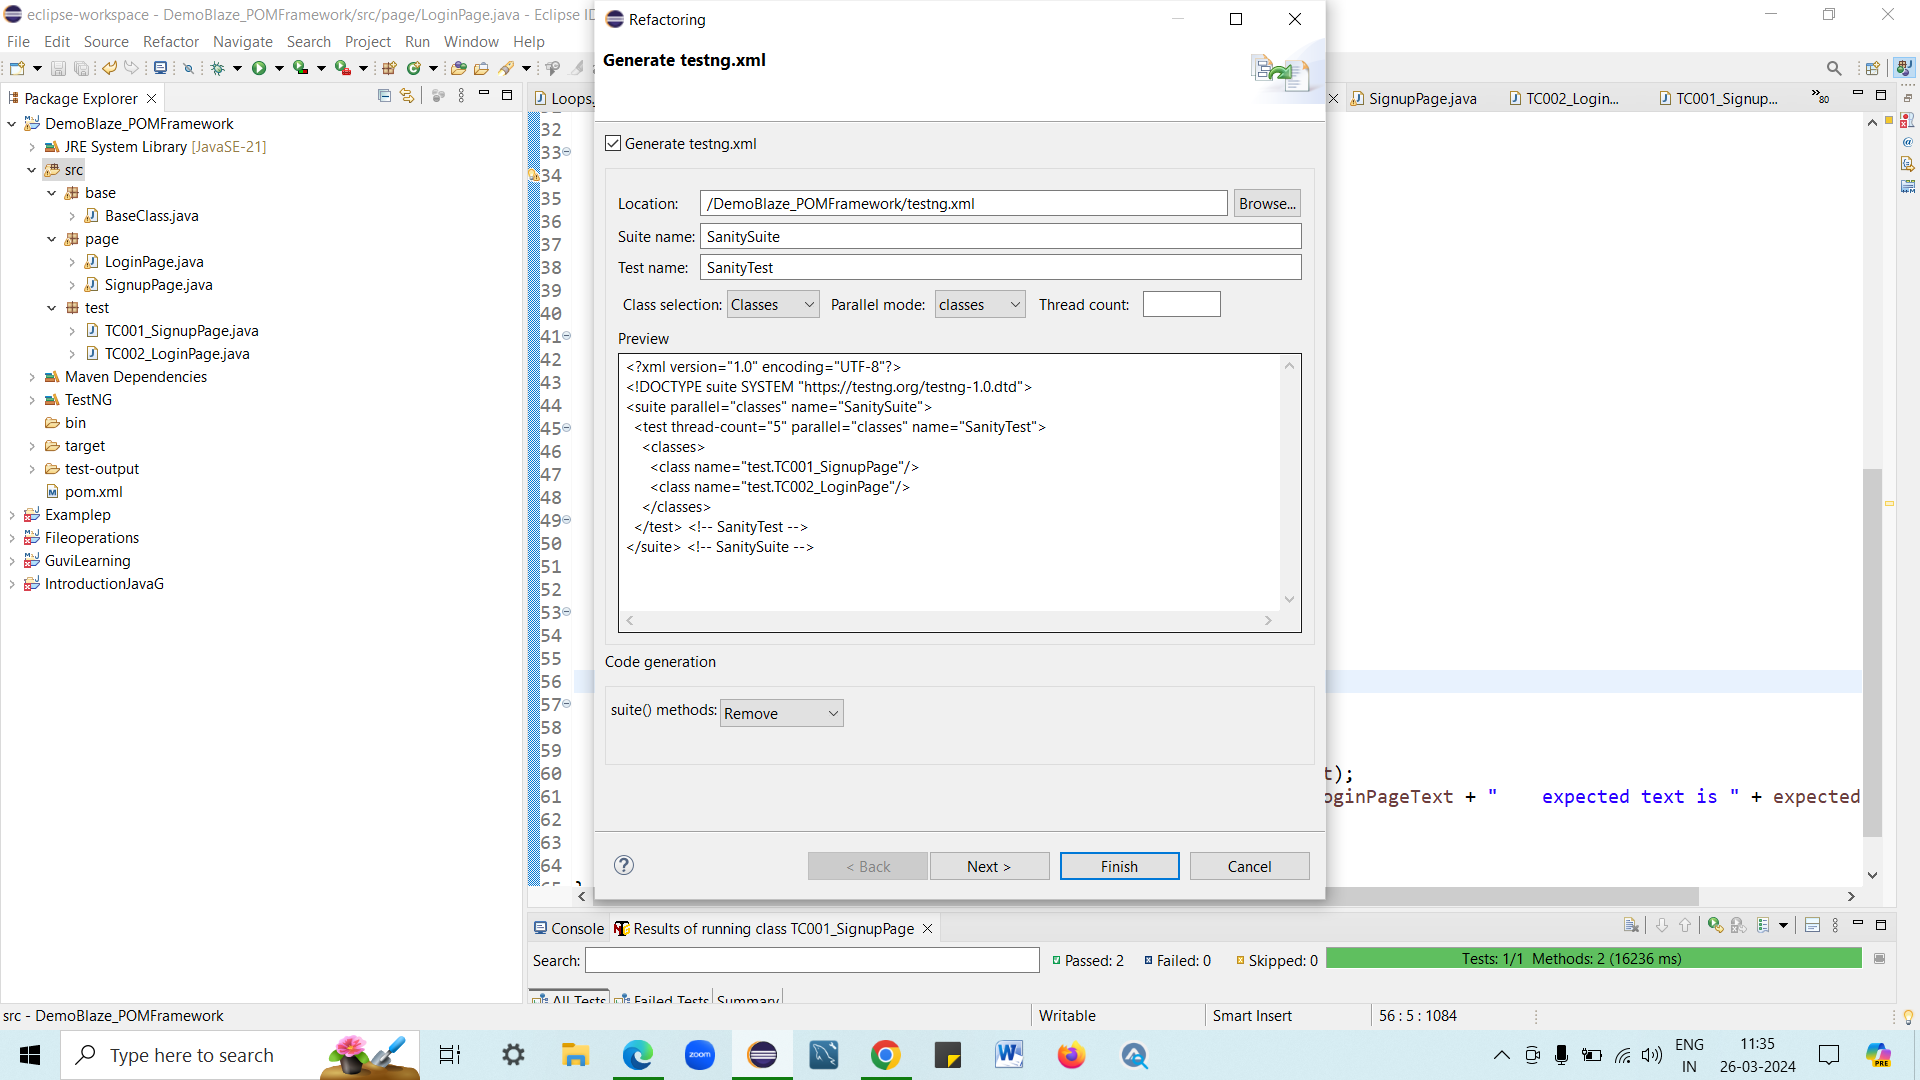 eclipse-workspace - DemoBlaze_POMFramework/src/page/LoginPage.java - Eclipse ID
File Edit Source Refactor Navigate Search Project Run Window Help
Package Explorer
DemoBlaze_POMFramework
JRE System Library [JavaSE-21]
src
base
BaseClass.java
page
LoginPage.java
SignupPage.java
test
TC001_SignupPage.java
TC002_LoginPage.java
Maven Dependencies
TestNG
bin
target
test-output
pom.xml
Examplep
Fileoperations
GuviLearning
IntroductionJavaG
Loops.
SignupPage.java
TC002_Login...
TC001_Signup...
80
32
33
34
35
36
37
38
39
40
41
42
43
44
45
46
47
48
49
50
51
52
53
54
55
56
57
58
59
60
61
62
63
64
t);
oginPageText + "    expected text is " + expected
Refactoring
Generate testng.xml
Generate testng.xml
Location: /DemoBlaze_POMFramework/testng.xml Browse...
Suite name: SanitySuite
Test name: SanityTest
Class selection: Classes Parallel mode: classes Thread count:
Preview
<?xml version="1.0" encoding="UTF-8"?>
<!DOCTYPE suite SYSTEM "https://testng.org/testng-1.0.dtd">
<suite parallel="classes" name="SanitySuite">
<test thread-count="5" parallel="classes" name="SanityTest">
<classes>
<class name="test.TC001_SignupPage"/>
<class name="test.TC002_LoginPage"/>
</classes>
</test> <!-- SanityTest -->
</suite> <!-- SanitySuite -->
Code generation
suite() methods: Remove
< Back Next > Finish Cancel
Console Results of running class TC001_SignupPage
Search: Passed: 2 Failed: 0 Skipped: 0 Tests: 1/1 Methods: 2 (16236 ms)
All Tests Failed Tests Summary
src - DemoBlaze_POMFramework Writable Smart Insert 56 : 5 : 1084
Type here to search
zoom
ENG
IN
11:35
26-03-2024
PRE